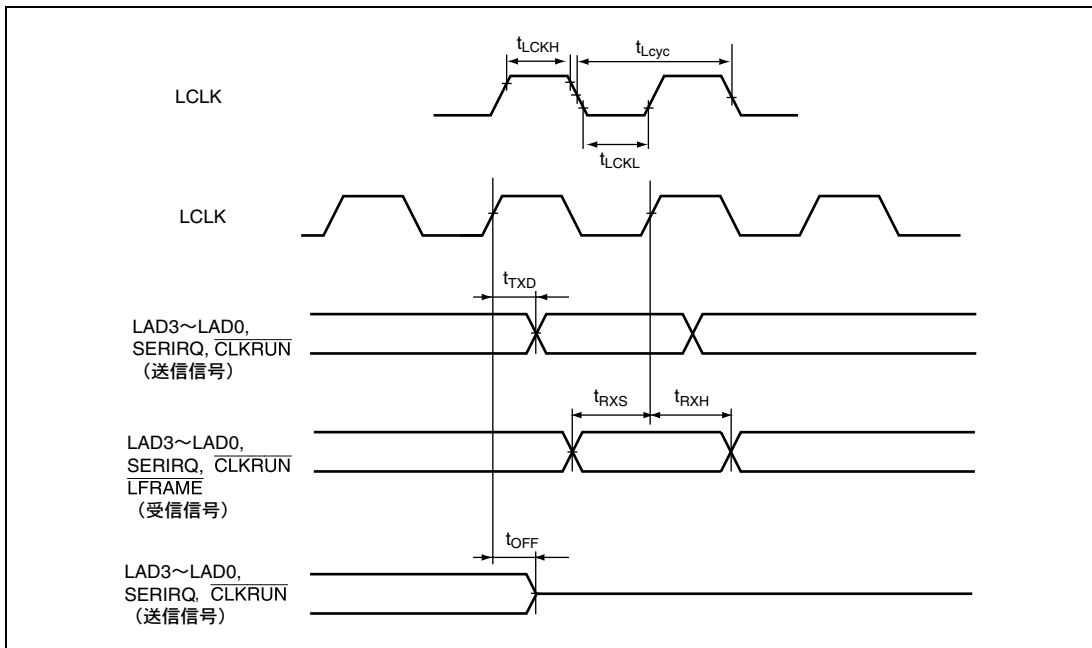 tLCKH
tLcyc
LCLK
tLCKL
LCLK
tTXD
LAD3～LAD0,
SERIRQ, CLKRUN
（送信信号）
tRXS
tRXH
LAD3～LAD0,
SERIRQ, CLKRUN
LFRAME
（受信信号）
tOFF
LAD3～LAD0,
SERIRQ, CLKRUN
（送信信号）